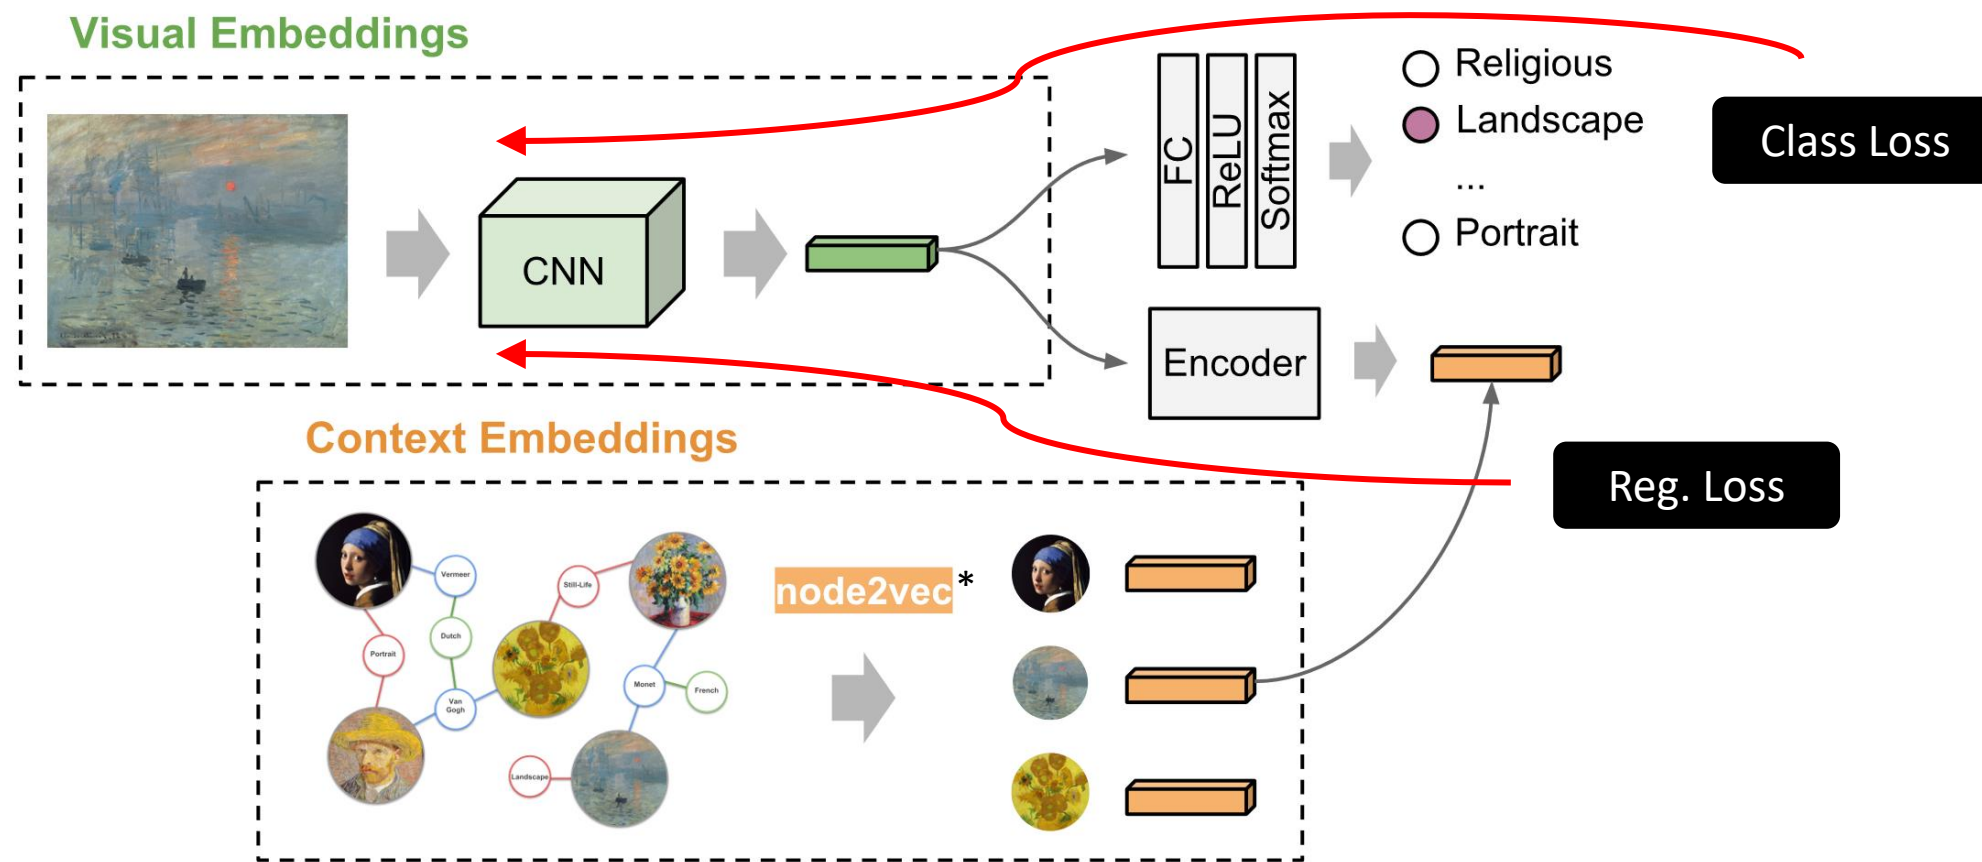 Visual Embeddings
CNN
FC
ReLU
Softmax
Religious
Landscape
...
Portrait
Class Loss
Encoder
Context Embeddings
Reg. Loss
Vermeer
Still-Life
Dutch
Portrait
Van
Gogh
Monet
French
Landscape
node2vec*